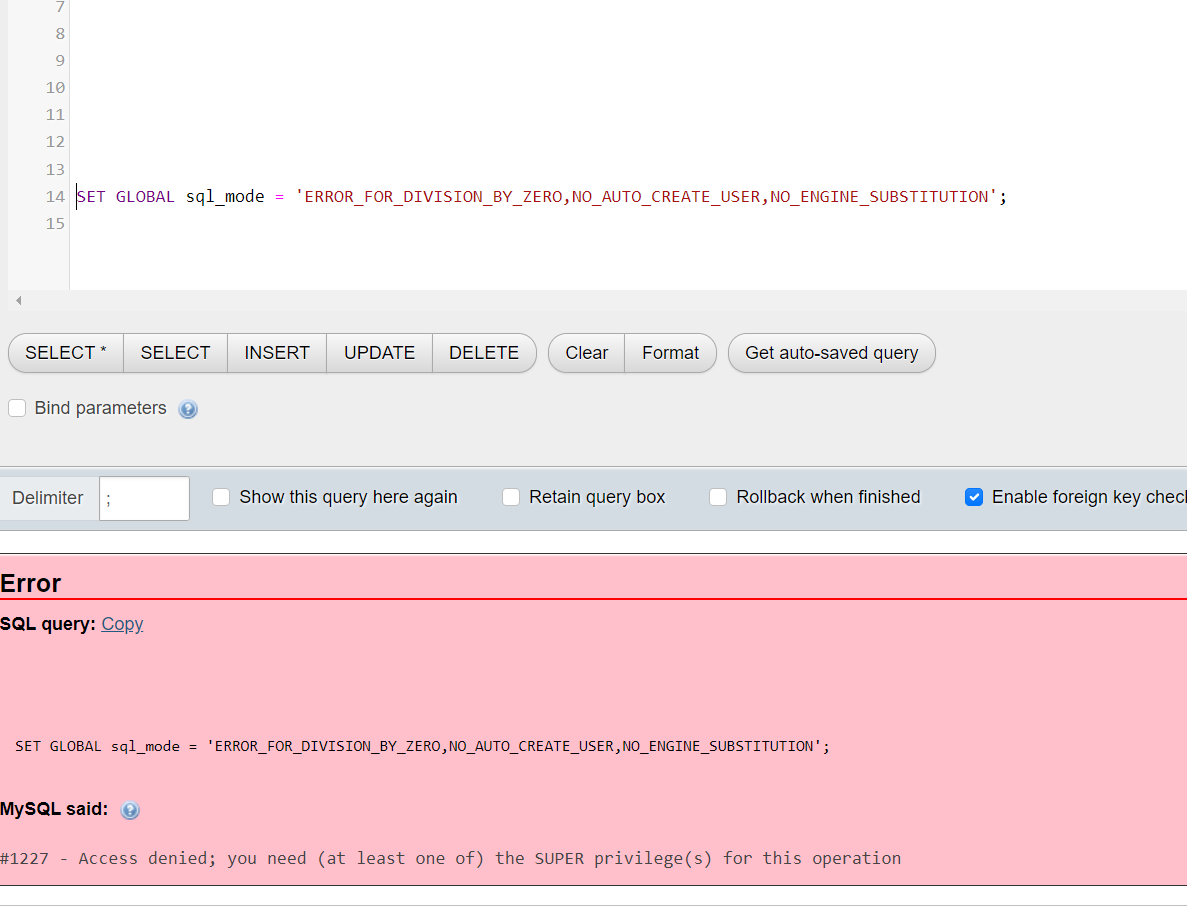 7
8
9
10
11
12
13
14 SET GLOBAL sql_mode = 'ERROR_FOR_DIVISION_BY_ZERO,NO_AUTO_CREATE_USER,NO_ENGINE_SUBSTITUTION';
15
SELECT * SELECT INSERT UPDATE DELETE Clear Format Get auto-saved query
Bind parameters
Delimiter ; Show this query here again Retain query box Rollback when finished Enable foreign key chec
Error
SQL query: Copy
SET GLOBAL sql_mode = 'ERROR_FOR_DIVISION_BY_ZERO,NO_AUTO_CREATE_USER,NO_ENGINE_SUBSTITUTION';
MySQL said:
#1227 - Access denied; you need (at least one of) the SUPER privilege(s) for this operation